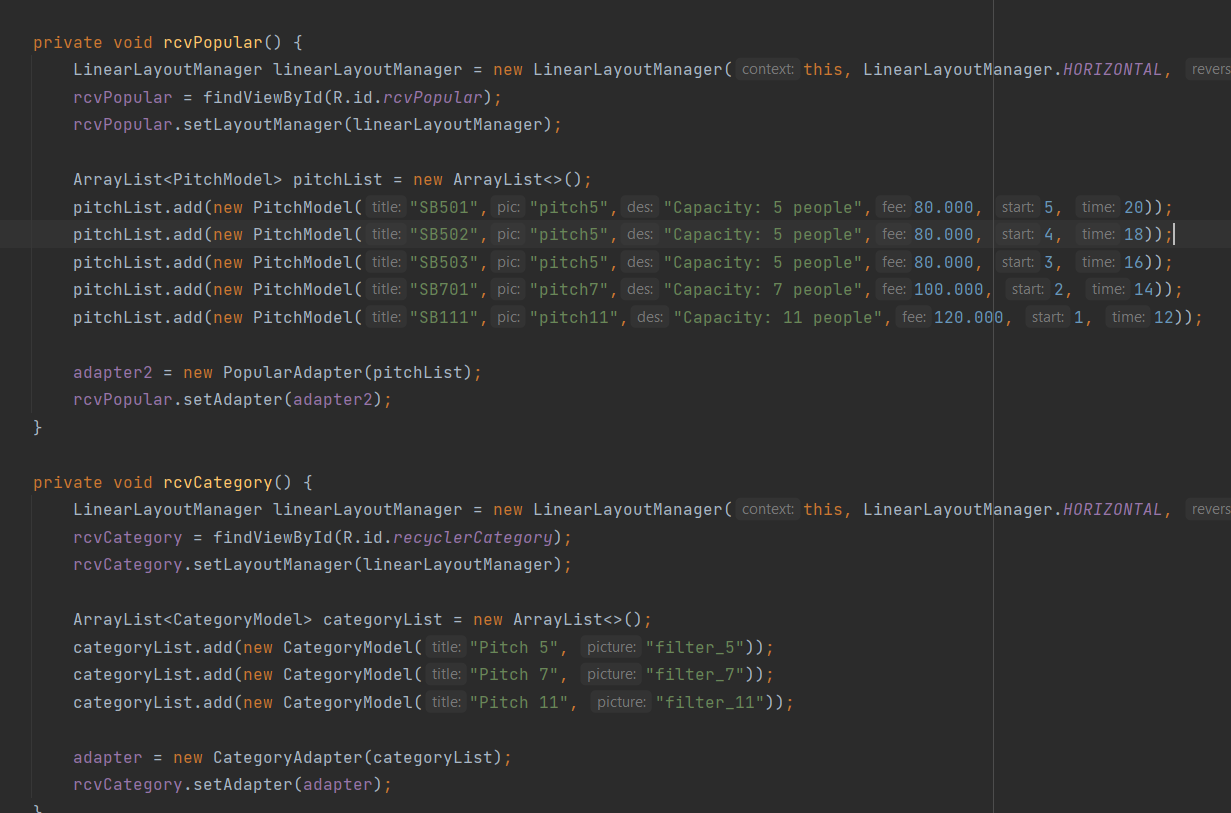 private void rcvPopular() {
LinearLayoutManager linearLayoutManager = new LinearLayoutManager( context: this, LinearLayoutManager.HORIZONTAL, revers
rcvPopular = findViewById(R.id.rcvPopular);
rcvPopular.setLayoutManager(linearLayoutManager);
ArrayList<PitchModel> pitchList = new ArrayList<>();
pitchList.add(new PitchModel( title: "SB501", pic: "pitch5", des: "Capacity: 5 people", fee: 80.000, start: 5, time: 20));
pitchList.add(new PitchModel( title: "SB502", pic: "pitch5", des: "Capacity: 5 people", fee: 80.000, start: 4, time: 18));
pitchList.add(new PitchModel( title: "SB503", pic: "pitch5", des: "Capacity: 5 people", fee: 80.000, start: 3, time: 16));
pitchList.add(new PitchModel( title: "SB701", pic: "pitch7", des: "Capacity: 7 people", fee: 100.000, start: 2, time: 14));
pitchList.add(new PitchModel( title: "SB111", pic: "pitch11", des: "Capacity: 11 people", fee: 120.000, start: 1, time: 12));
adapter2 = new PopularAdapter(pitchList);
rcvPopular.setAdapter(adapter2);
}
private void rcvCategory() {
LinearLayoutManager linearLayoutManager = new LinearLayoutManager( context: this, LinearLayoutManager.HORIZONTAL, revers
rcvCategory = findViewById(R.id.recyclerCategory);
rcvCategory.setLayoutManager(linearLayoutManager);
ArrayList<CategoryModel> categoryList = new ArrayList<>();
categoryList.add(new CategoryModel( title: "Pitch 5", picture: "filter_5"));
categoryList.add(new CategoryModel( title: "Pitch 7", picture: "filter_7"));
categoryList.add(new CategoryModel( title: "Pitch 11", picture: "filter_11"));
adapter = new CategoryAdapter(categoryList);
rcvCategory.setAdapter(adapter);
}